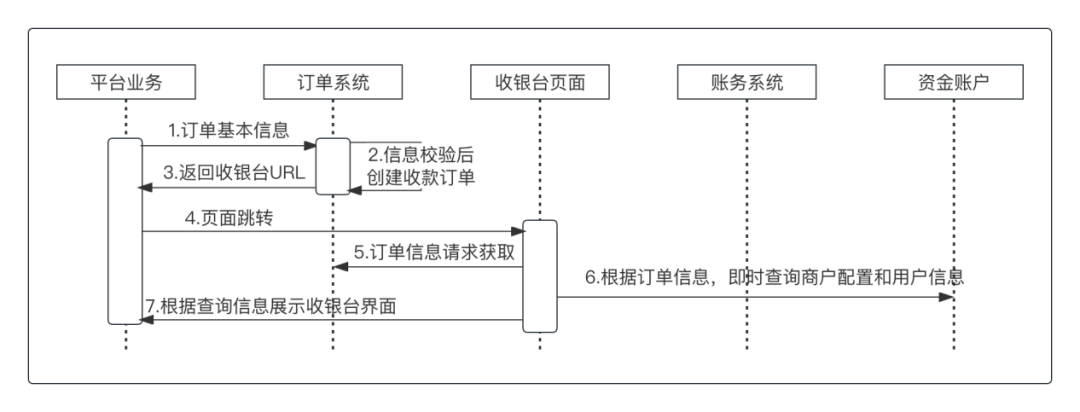 平台业务
订单系统
收银台页面
账务系统
资金账户
1.订单基本信息
2.信息校验后
创建收款订单
3.返回收银台URL
4.页面跳转
5.订单信息请求获取
6.根据订单信息，即时查询商户配置和用户信息
7.根据查询信息展示收银台界面